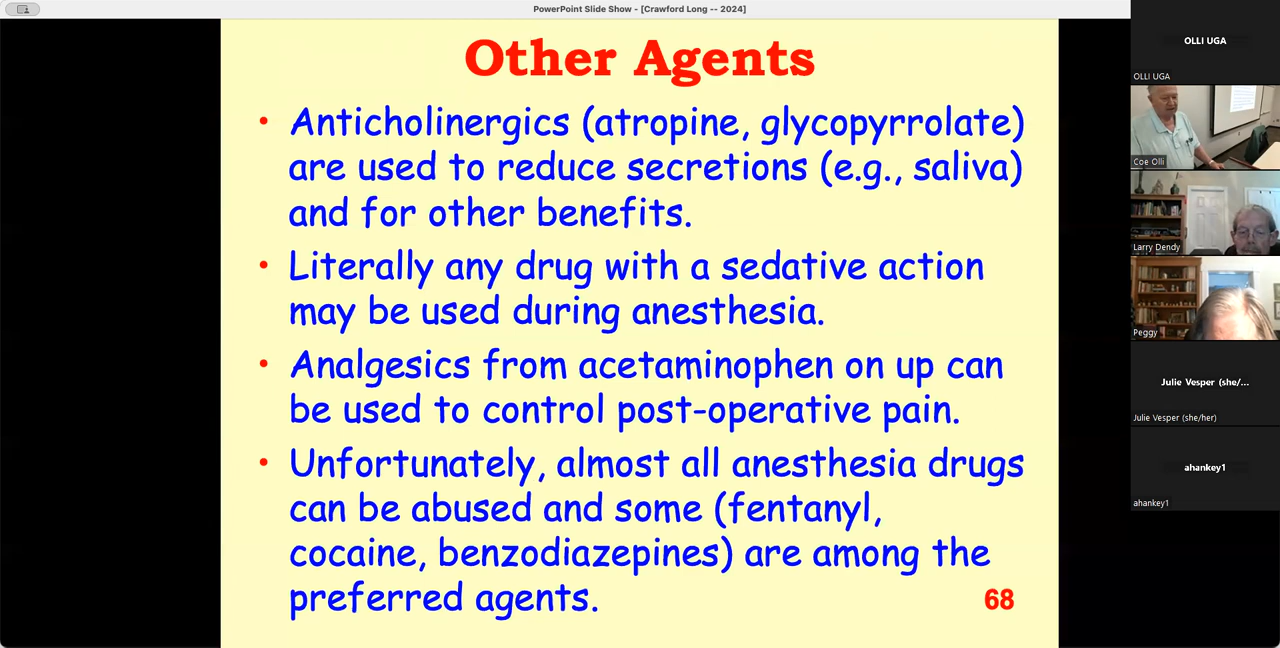 PowerPoint Slide Show - [Crawford Long -- 2024]
Other Agents
• Anticholinergics (atropine, glycopyrrolate)
are used to reduce secretions (e.g., saliva)
and for other benefits.
• Literally any drug with a sedative action
may be used during anesthesia.
• Analgesics from acetaminophen on up can
be used to control post-operative pain.
• Unfortunately, almost all anesthesia drugs
can be abused and some (fentanyl,
cocaine, benzodiazepines) are among the
preferred agents.
68
OLLI UGA
OLLI UGA
Coe Olli
Larry Dendy
Peggy
Julie Vesper (she/...
Julie Vesper (she/her)
ahankey1
ahankey1